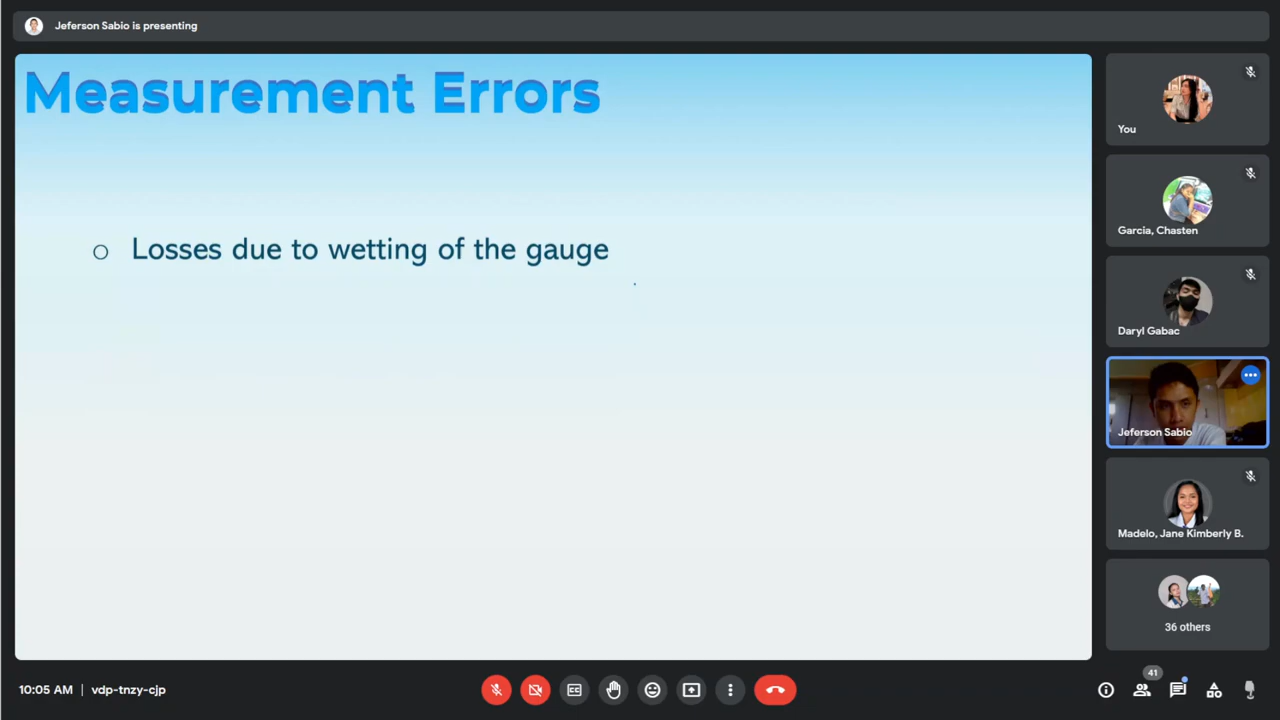 Jeferson Sabio is presenting
Measurement Errors
o Losses due to wetting of the gauge
You
Garcia, Chasten
Daryl Gabac
Jeferson Sabio
Madelo, Jane Kimberly B.
36 others
10:05 AM | vdp-tnzy-cjp
CC
41